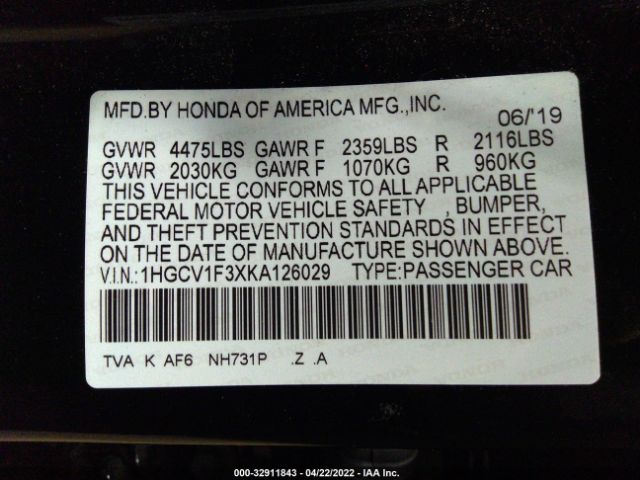 MFD.BY HONDA OF AMERICA MFG.,INC.
06/'19
GVWR 4475LBS GAWR F 2359LBS R 2116LBS
GVWR 2030KG GAWR F 1070KG R 960KG
THIS VEHICLE CONFORMS TO ALL APPLICABLE
FEDERAL MOTOR VEHICLE SAFETY , BUMPER,
AND THEFT PREVENTION STANDARDS IN EFFECT
ON THE DATE OF MANUFACTURE SHOWN ABOVE.
V.I.N.:1HGCV1F3XKA126029 TYPE:PASSENGER CAR
TVA K AF6 NH731P .Z .A
000-32911843 - 04/22/2022 - IAA Inc.